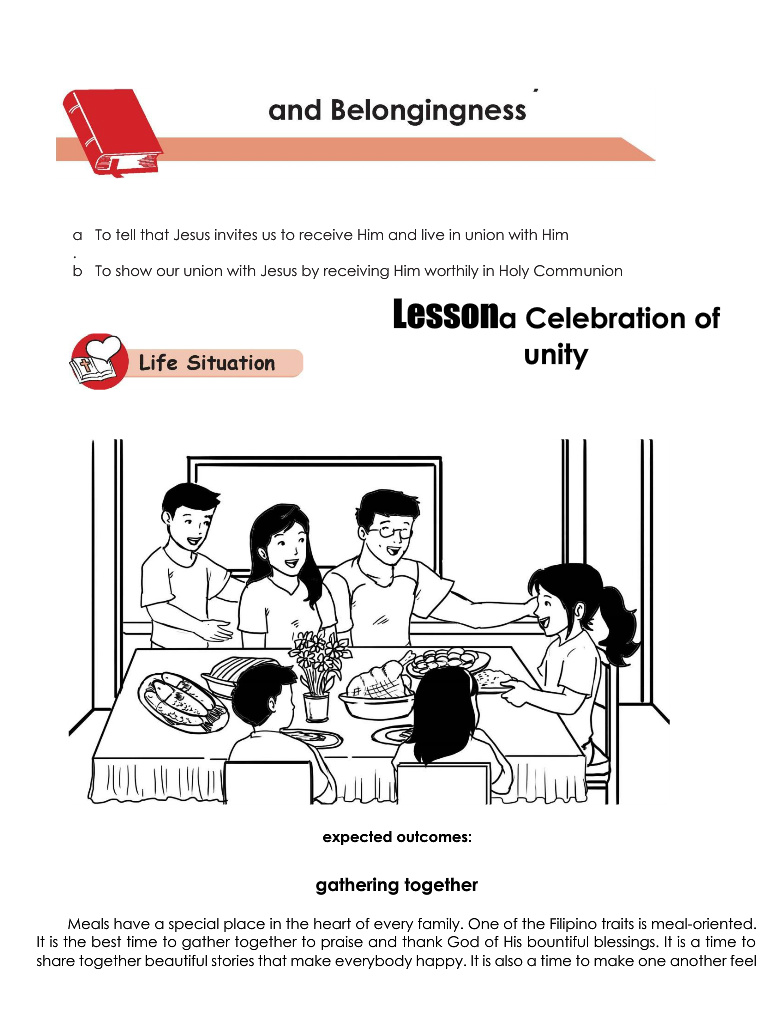 and Belongingness
a To tell that Jesus invites us to receive Him and live in union with Him
.
b To show our union with Jesus by receiving Him worthily in Holy Communion
Lesson a Celebration of
unity
Life Situation
expected outcomes:
gathering together
Meals have a special place in the heart of every family. One of the Filipino traits is meal-oriented.
It is the best time to gather together to praise and thank God of His bountiful blessings. It is a time to
share together beautiful stories that make everybody happy. It is also a time to make one another feel